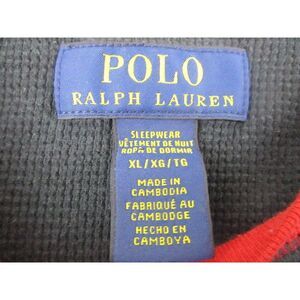 POLO
RALPH LAUREN
SLEEPWEAR
VÊTEMENT DE NUIT
ROPA DE DORMIR
XL/XG/TG
MADE IN
CAMBODIA
FABRIQUÉ AU
CAMBODGE
HECHO EN
CAMBOYA